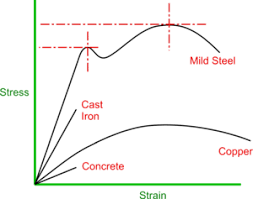 Mild Steel
Stress
Cast
Iron
Copper
Concrete
Strain